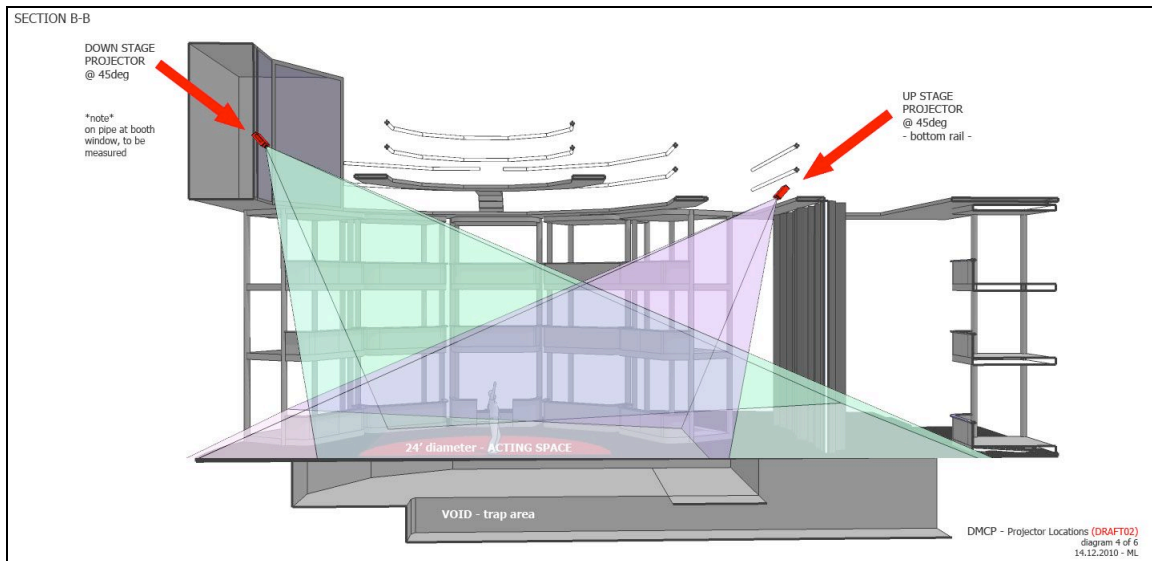 SECTION B-B
DOWN STAGE
PROJECTOR
@ 45deg
*note*
on pipe at booth
window, to be
measured
UP STAGE
PROJECTOR
@ 45deg
- bottom rail -
24' diameter - ACTING SPACE
VOID - trap area
DMCP - Projector Locations (DRAFT02)
diagram 4 of 6
14.12.2010 - ML